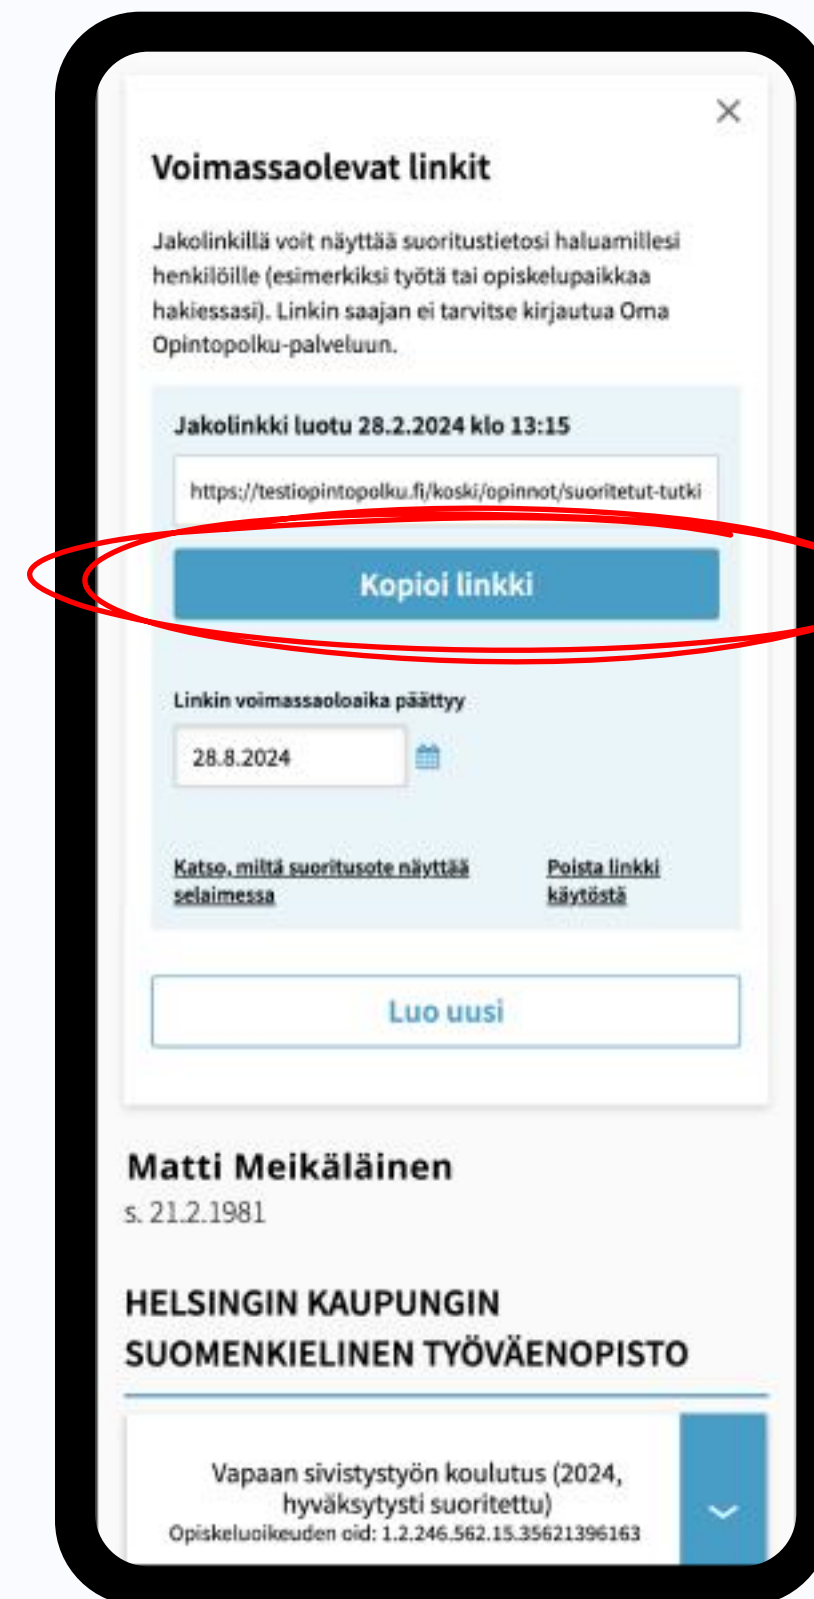 Voimassaolevat linkit
Jakolinkillä voit näyttää suoritustietosi haluamillesi
henkilöille (esimerkiksi työtä tai opiskelupaikkaa
hakiessasi). Linkin saajan ei tarvitse kirjautua Oma
Opintopolku-palveluun.
Jakolinkki luotu 28.2.2024 klo 13:15
https://testiopintopolku.fi/koski/opinnot/suoritetut-tutki
Kopioi linkki
Linkin voimassaoloaika päättyy
28.8.2024
Katso, miltä suoritusote näyttää
selaimessa
Poista linkki
käytöstä
Luo uusi
Matti Meikäläinen
s. 21.2.1981
HELSINGIN KAUPUNGIN
SUOMENKIELINEN TYÖVÄENOPISTO
Vapaan sivistystyön koulutus (2024,
hyväksytysti suoritettu)
Opiskeluoikeuden oid: 1.2.246.562.15.35621396163